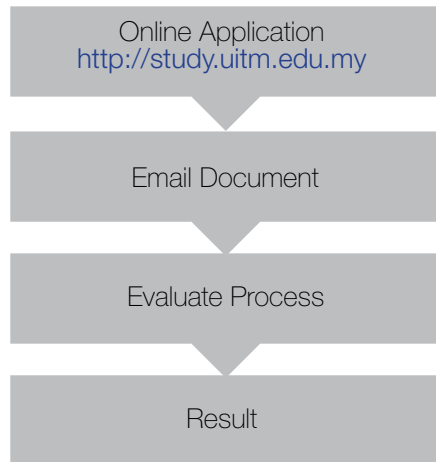 Online Application
http://study.uitm.edu.my
Email Document
Evaluate Process
Result